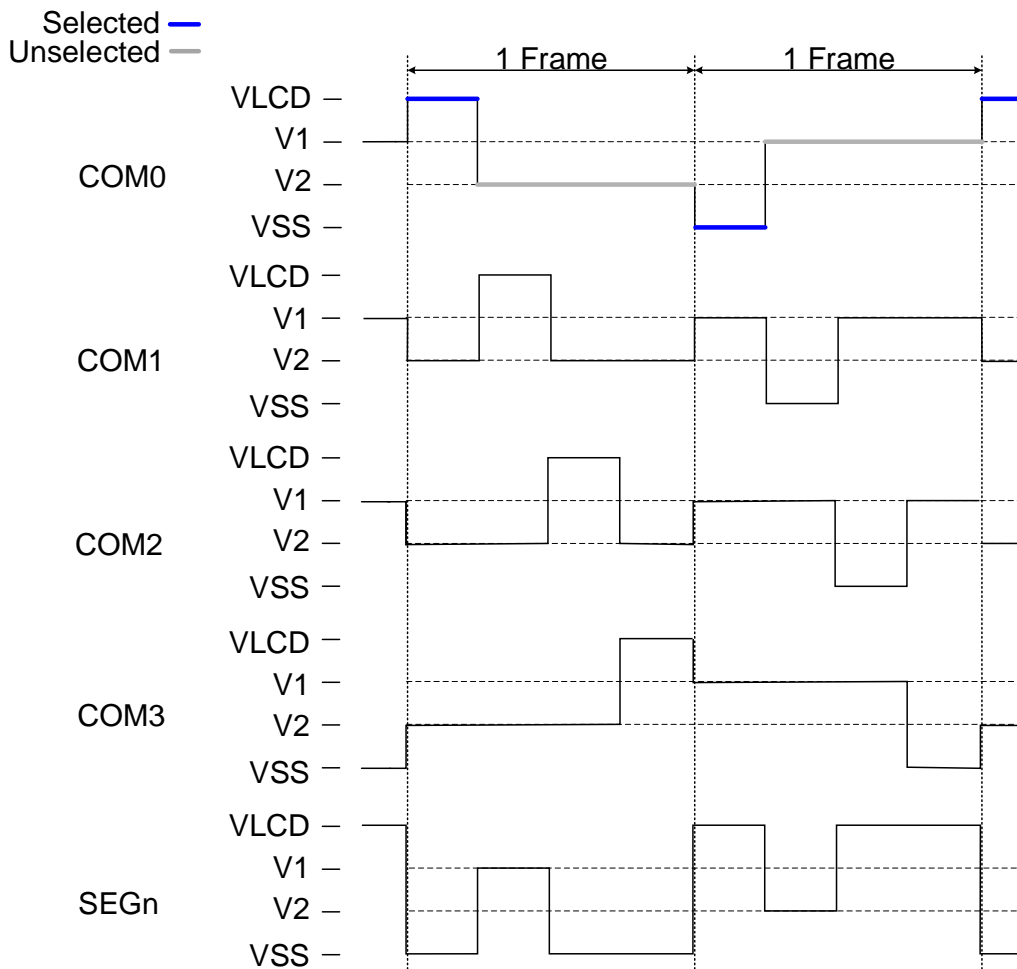 Selected
Unselected
1 Frame 1 Frame
VLCD
V1
COM0
V2
VSS
VLCD
V1
COM1
V2
VSS
VLCD
V1
COM2
V2
VSS
VLCD
V1
COM3
V2
VSS
VLCD
V1
SEGn
V2
VSS